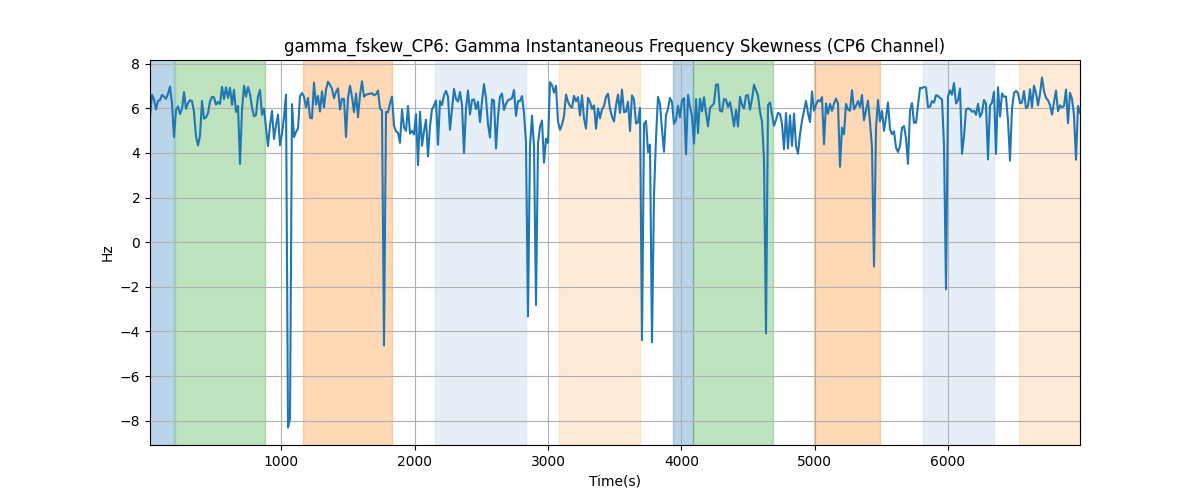 gamma_fskew_CP6: Gamma Instantaneous Frequency Skewness (CP6 Channel)
8
6
4
2
0
−2
−4
−6
−8
Hz
1000 2000 3000 4000 5000 6000
Time(s)